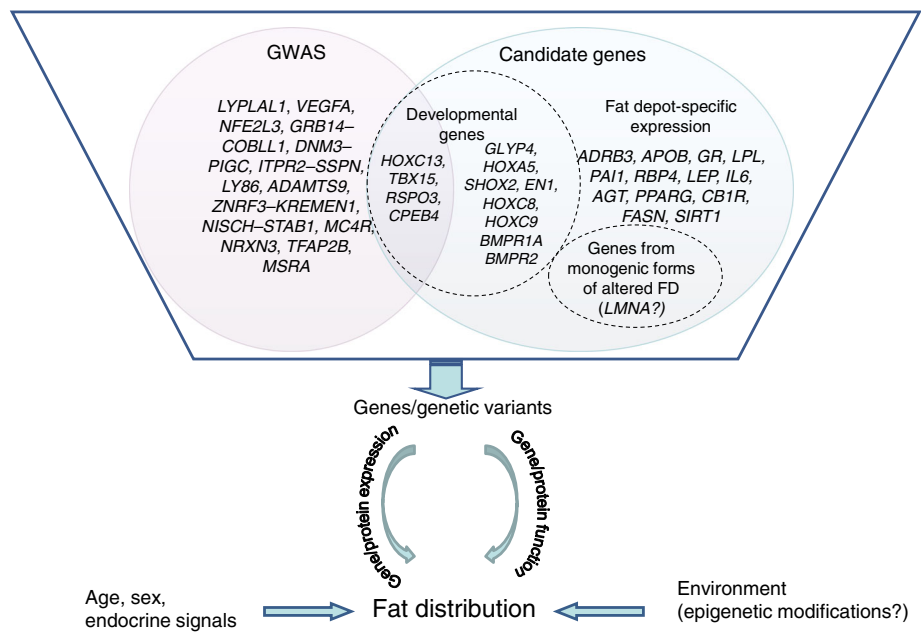 GWAS
Candidate genes
LYPLAL1, VEGFA,
NFE2L3, GRB14–
COBLL1, DNM3–
PIGC, ITPR2–SSPN,
LY86, ADAMTS9,
ZNRF3–KREMEN1,
NISCH–STAB1, MC4R,
NRXN3, TFAP2B,
MSRA
HOXC13,
TBX15,
RSPO3,
CPEB4
Developmental
genes
GLYP4,
HOXA5,
SHOX2, EN1,
HOXC8,
HOXC9
BMPR1A
BMPR2
Fat depot-specific
expression
ADRB3, APOB, GR, LPL,
PAI1, RBP4, LEP, IL6,
AGT, PPARG, CB1R,
FASN, SIRT1
Genes from
monogenic forms
of altered FD
(LMNA?)
Genes/genetic variants
Gene/protein expression
Gene/protein function
Age, sex,
endocrine signals
Fat distribution
Environment
(epigenetic modifications?)